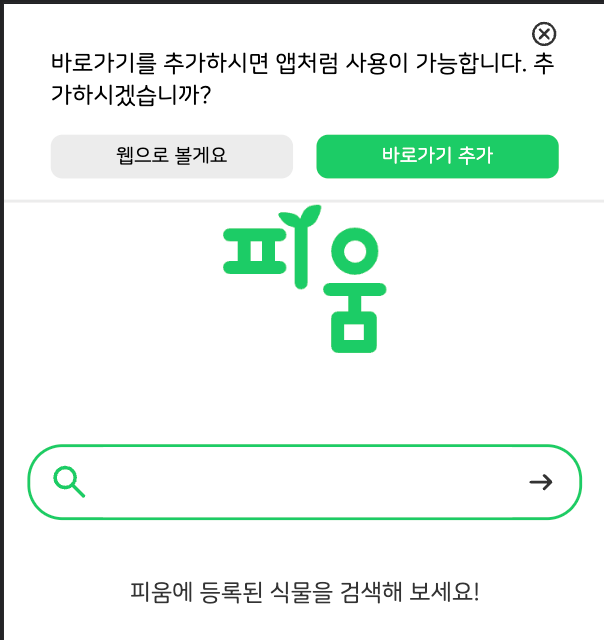 바로가기를 추가하시면 앱처럼 사용이 가능합니다. 추
가하시겠습니까?
웹으로 볼게요
바로가기 추가
피움
피움에 등록된 식물을 검색해 보세요!